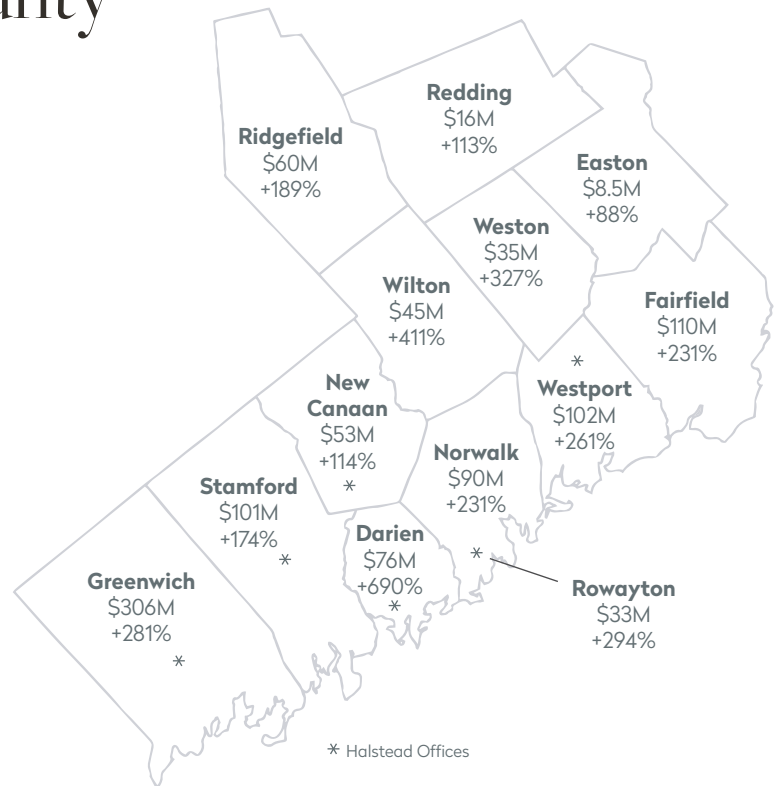 Redding
$16M
+113%
Ridgefield
$60M
+189%
Easton
$8.5M
+88%
Weston
$35M
+327%
Wilton
$45M
+411%
Fairfield
$110M
+231%
New
Canaan
$53M
+114%
*
*
Westport
$102M
+261%
Norwalk
$90M
+231%
*
Stamford
$101M
+174%
*
Darien
$76M
+690%
*
Greenwich
$306M
+281%
*
Rowayton
$33M
+294%
* Halstead Offices